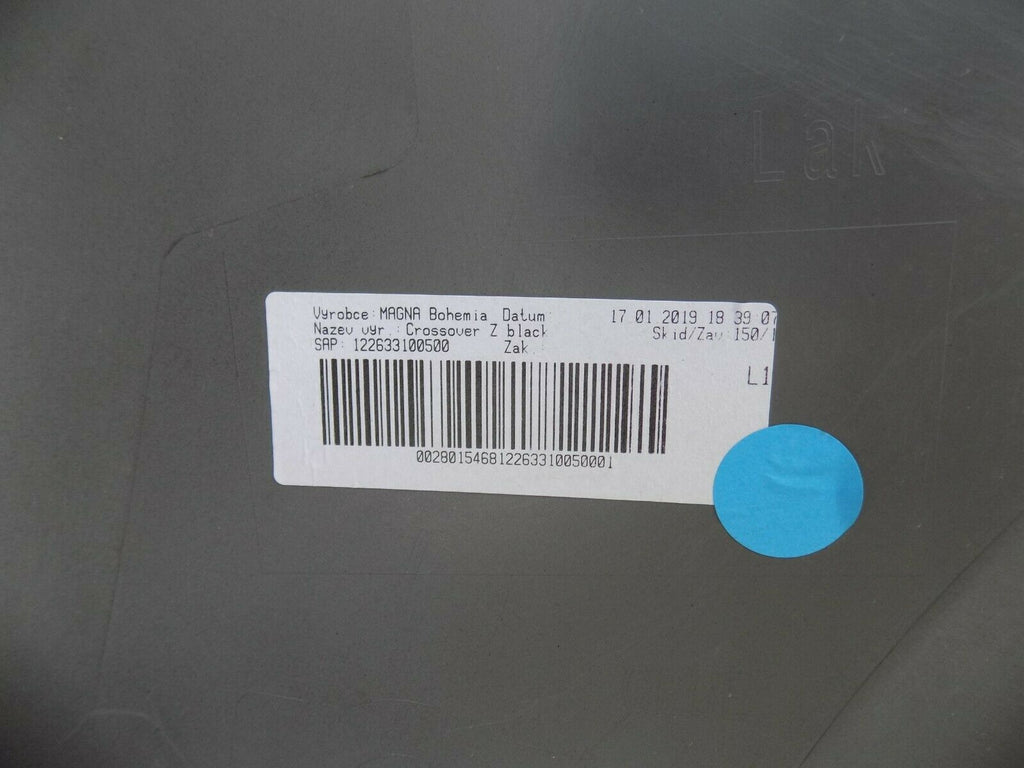 Lak
Vyrobce: MAGNA Bohemia Datum: 17 01 2019 18 39 07
Nazev vyr.: Crossover Z black Skid/Zav 150/1
SAP: 122633100500 Zak.:
L1
002801546812263310050001